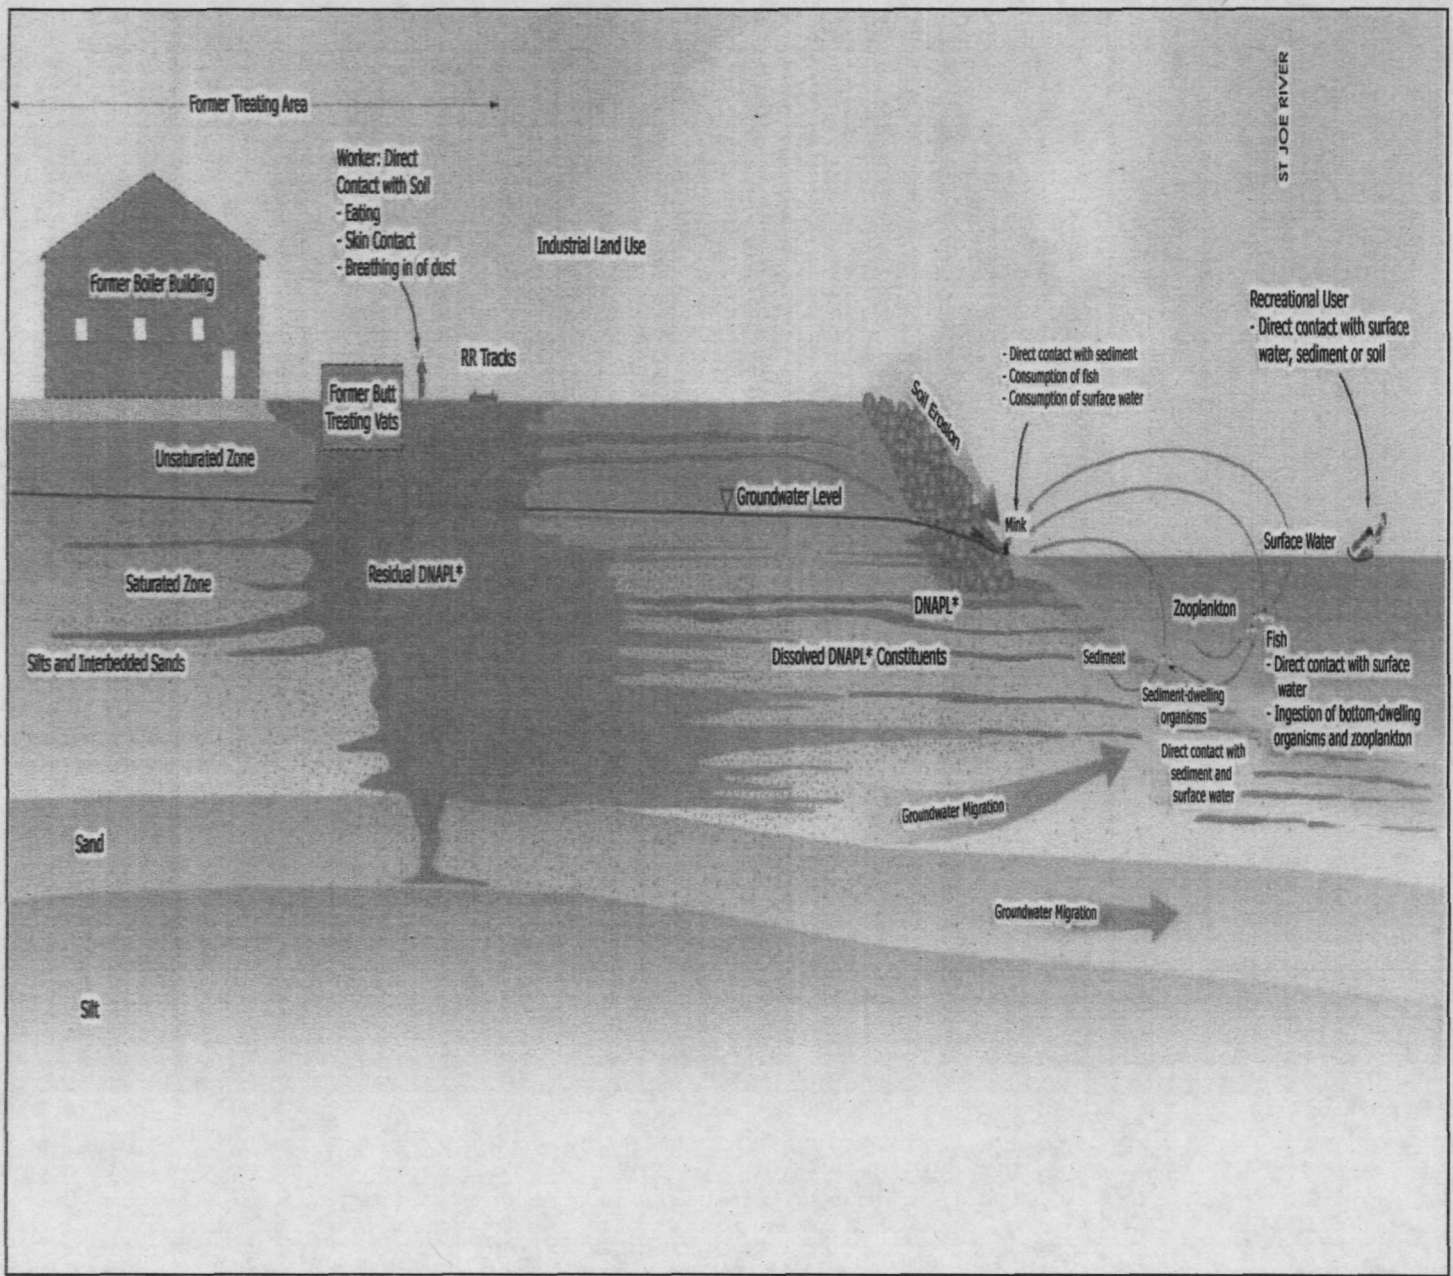 ST JOE RIVER
Former Treating Area
Worker: Direct
Contact with Soil
- Eating
- Skin Contact
- Breathing in of dust
Industrial Land Use
Former Boiler Building
RR Tracks
Former Butt
Treating Vats
Recreational User
- Direct contact with surface
water, sediment or soil
- Direct contact with sediment
- Consumption of fish
- Consumption of surface water
Soil Erosion
Unsaturated Zone
Groundwater Level
Mink
Surface Water
Saturated Zone
Residual DNAPL*
DNAPL*
Zooplankton
Silts and Interbedded Sands
Dissolved DNAPL* Constituents
Sediment
Fish
- Direct contact with surface
water
- Ingestion of bottom-dwelling
organisms and zooplankton
Sediment-dwelling
organisms
Direct contact with
sediment and
surface water
Groundwater Migration
Sand
Groundwater Migration
Silt